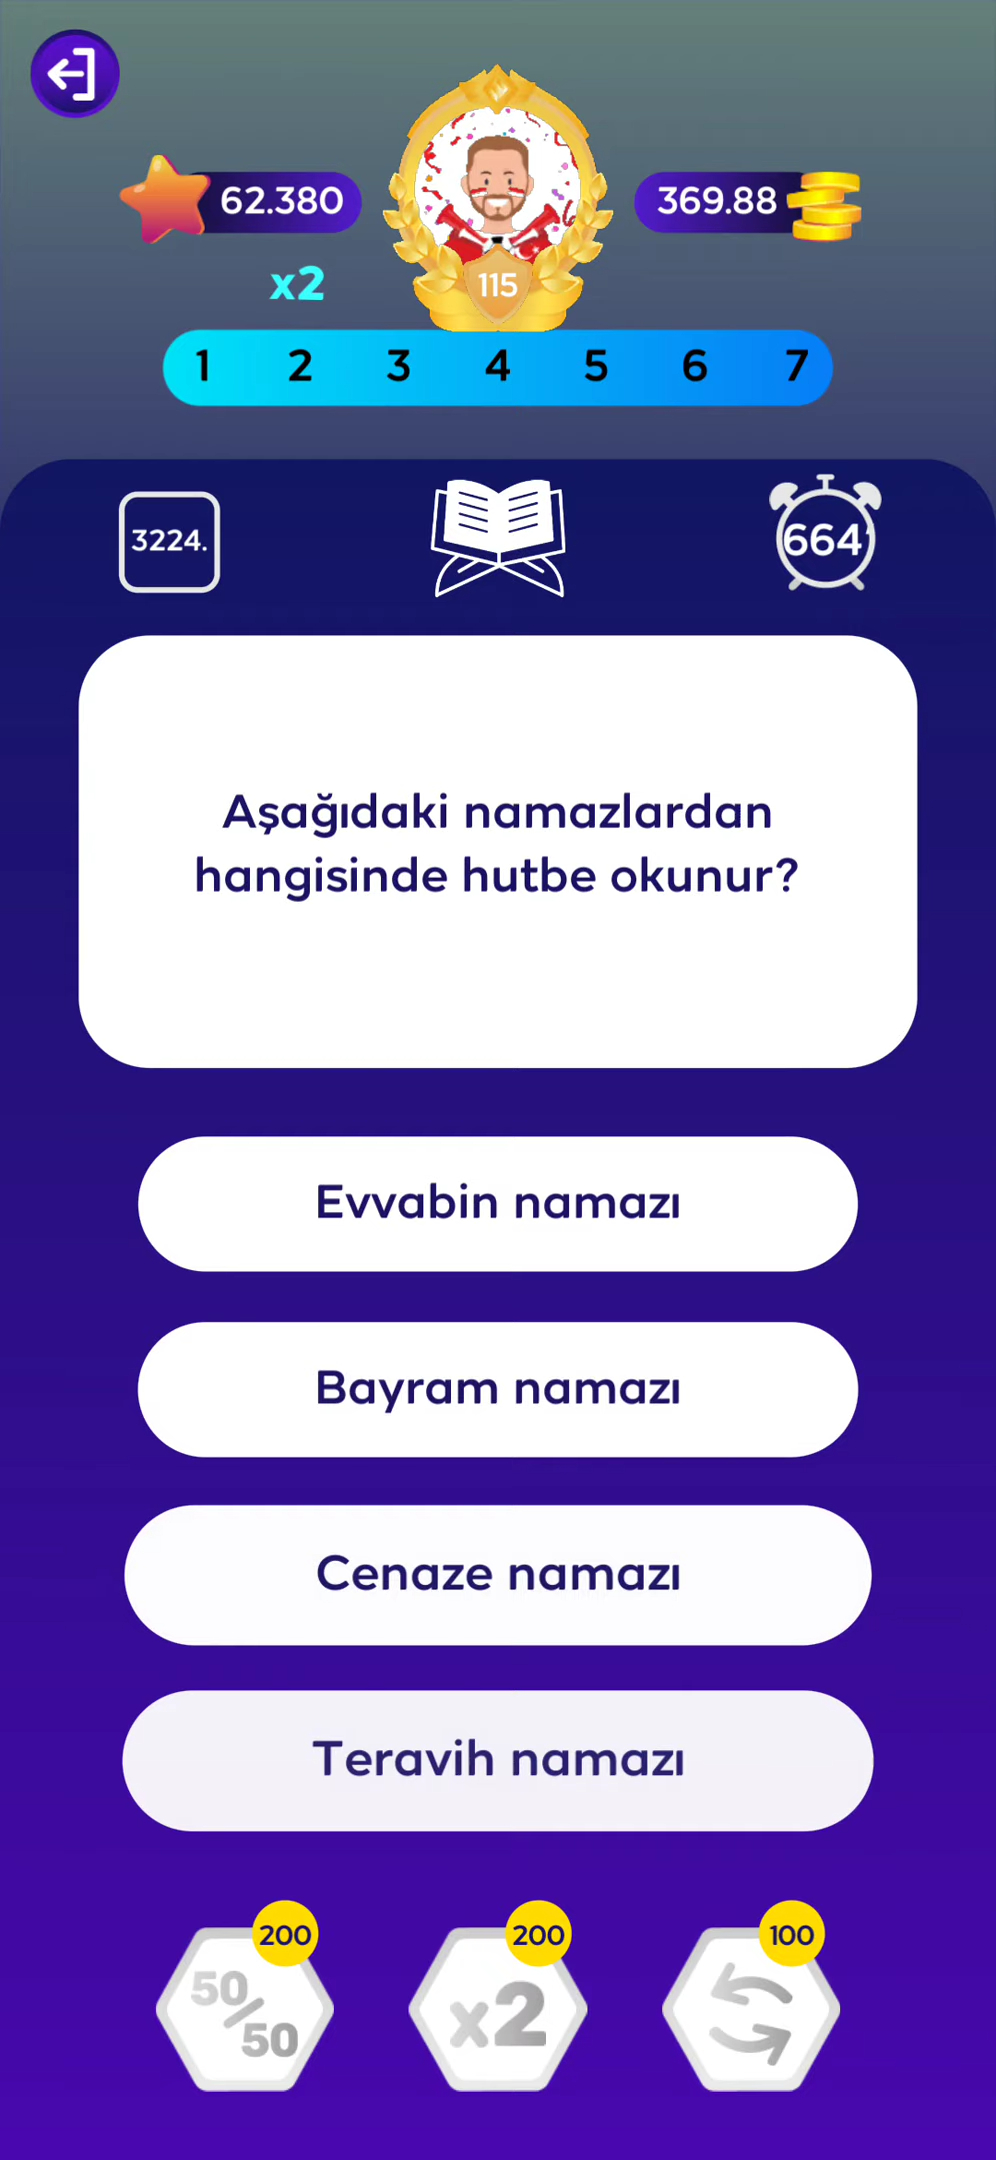 62.380
369.88
x2
115
1 2 3 4 5 6 7
3224.
664
Aşağıdaki namazlardan
hangisinde hutbe okunur?
Evvabin namazı
Bayram namazı
Cenaze namazı
Teravih namazı
200
200
100
50/50
x2